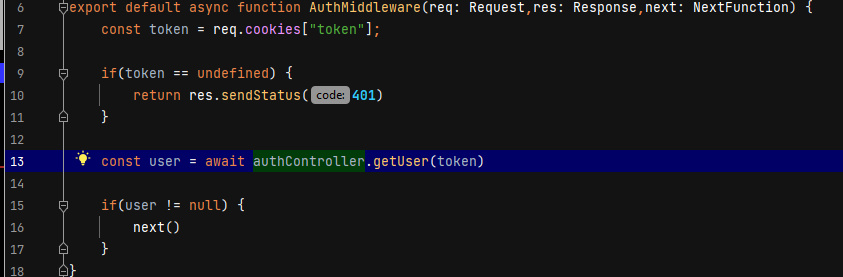 6 export default async function AuthMiddleware(req: Request,res: Response,next: NextFunction) {
7 const token = req.cookies["token"];
8
9 if(token == undefined) {
10 return res.sendStatus( code: 401)
11 }
12
13 const user = await authController.getUser(token)
14
15 if(user != null) {
16 next()
17 }
18 }